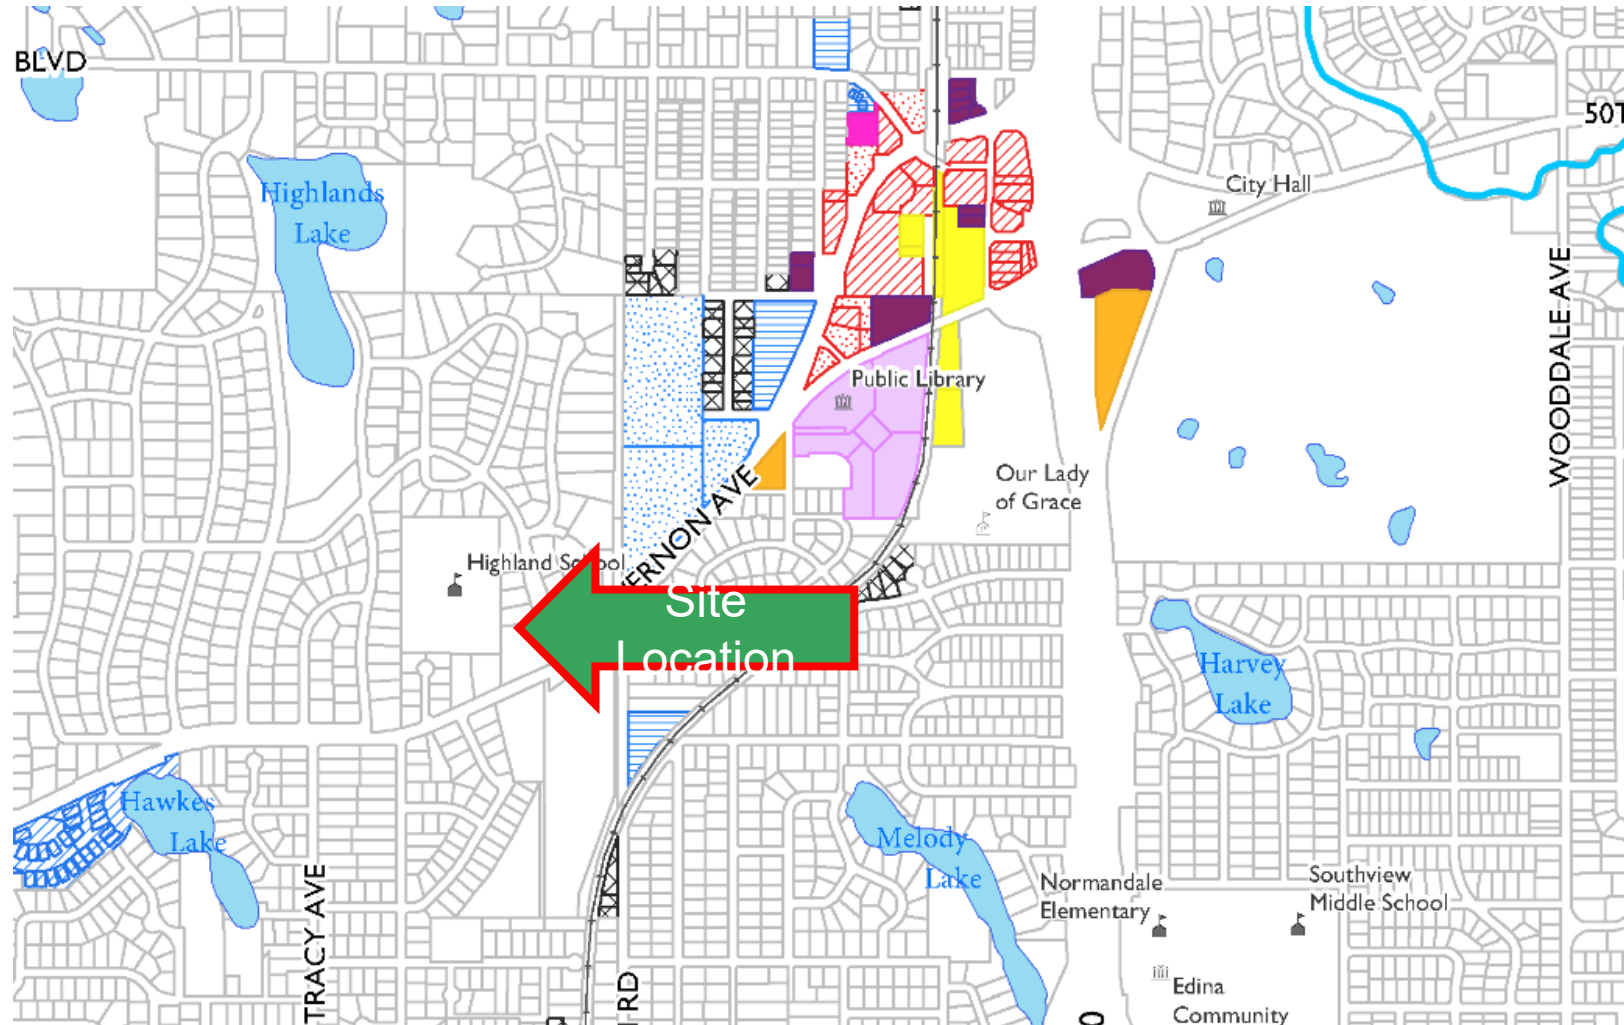 BLVD
50T
City Hall
Highlands
Lake
WOODDALE AVE
Public Library
Our Lady
of Grace
VERNON AVE
Highland School
Site
Location
Harvey
Lake
Hawkes
Lake
Melody
Lake
Normandale
Elementary
Southview
Middle School
TRACY AVE
RD
Edina
Community